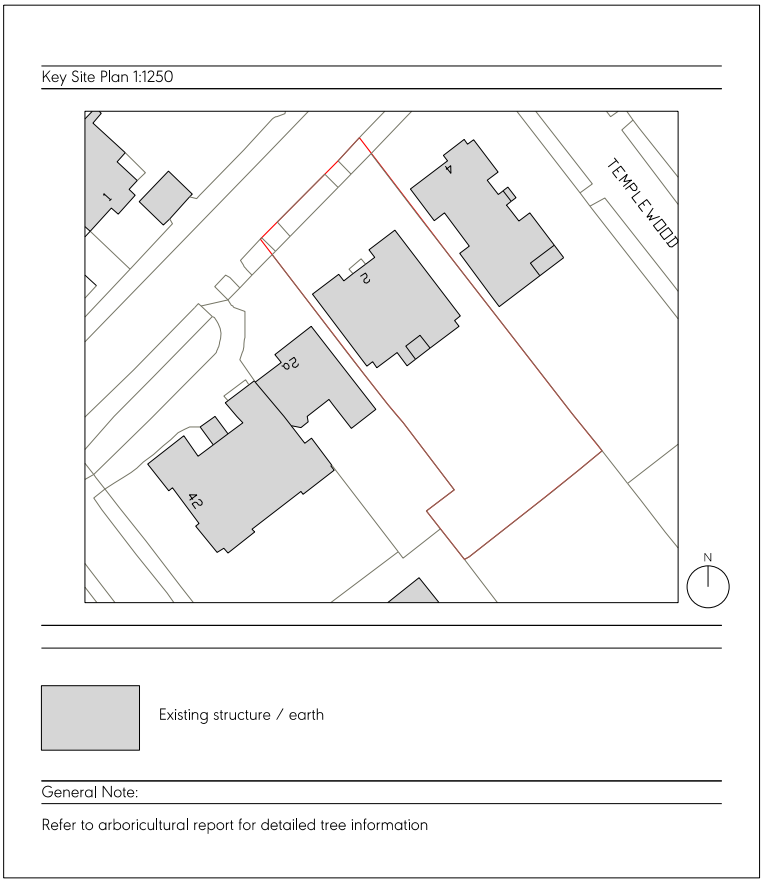 Key Site Plan 1:1250
1
4
TEMPLEWOOD
2
2a
42
N
Existing structure / earth
General Note:
Refer to arboricultural report for detailed tree information